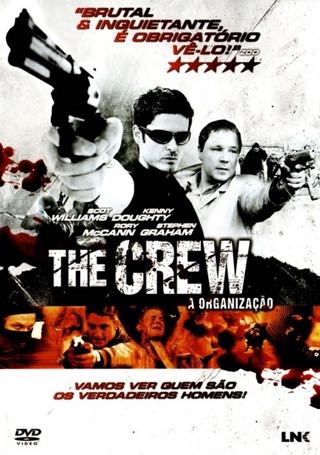 "BRUTAL
& INQUIETANTE,
É OBRIGATÓRIO
VÊ-LO!" ZOO
SCOT WILLIAMS
KENNY DOUGHTY
RORY McCANN
STEPHEN GRAHAM
THE CREW
A ORGANIZAÇÃO
VAMOS VER QUEM SÃO
OS VERDADEIROS HOMENS!
DVD
VIDEO
LNK